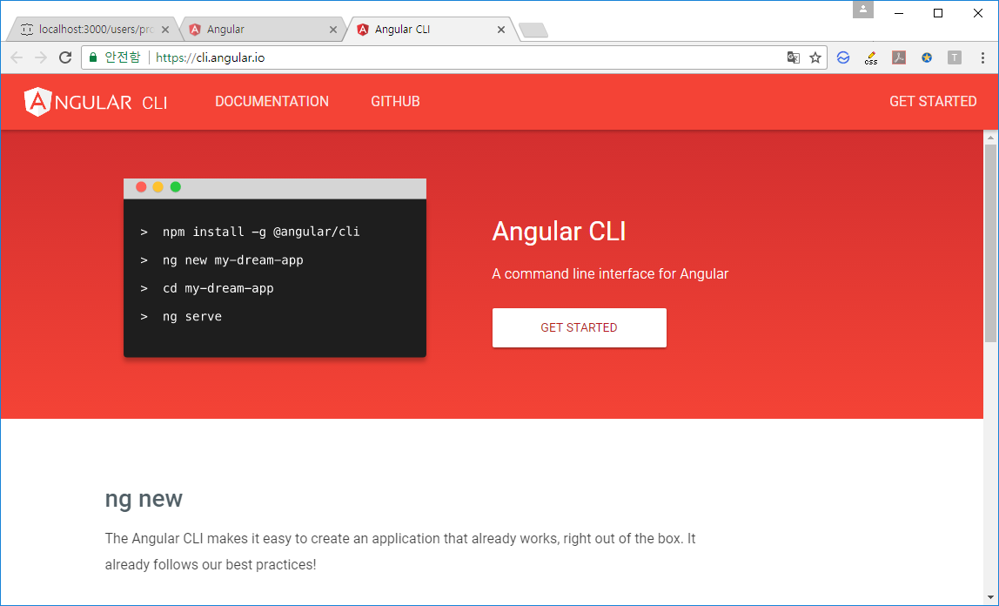 localhost:3000/users/pro
Angular
Angular CLI
안전함 https://cli.angular.io
css
T
ANGULAR CLI
DOCUMENTATION
GITHUB
GET STARTED
> npm install -g @angular/cli
> ng new my-dream-app
> cd my-dream-app
> ng serve
Angular CLI
A command line interface for Angular
GET STARTED
ng new
The Angular CLI makes it easy to create an application that already works, right out of the box. It
already follows our best practices!